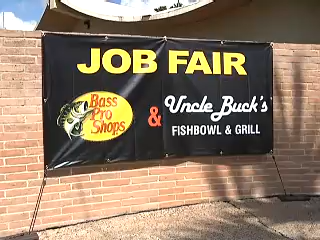 JOB FAIR
Bass
Pro
Shops
& Uncle Buck's
FISHBOWL & GRILL